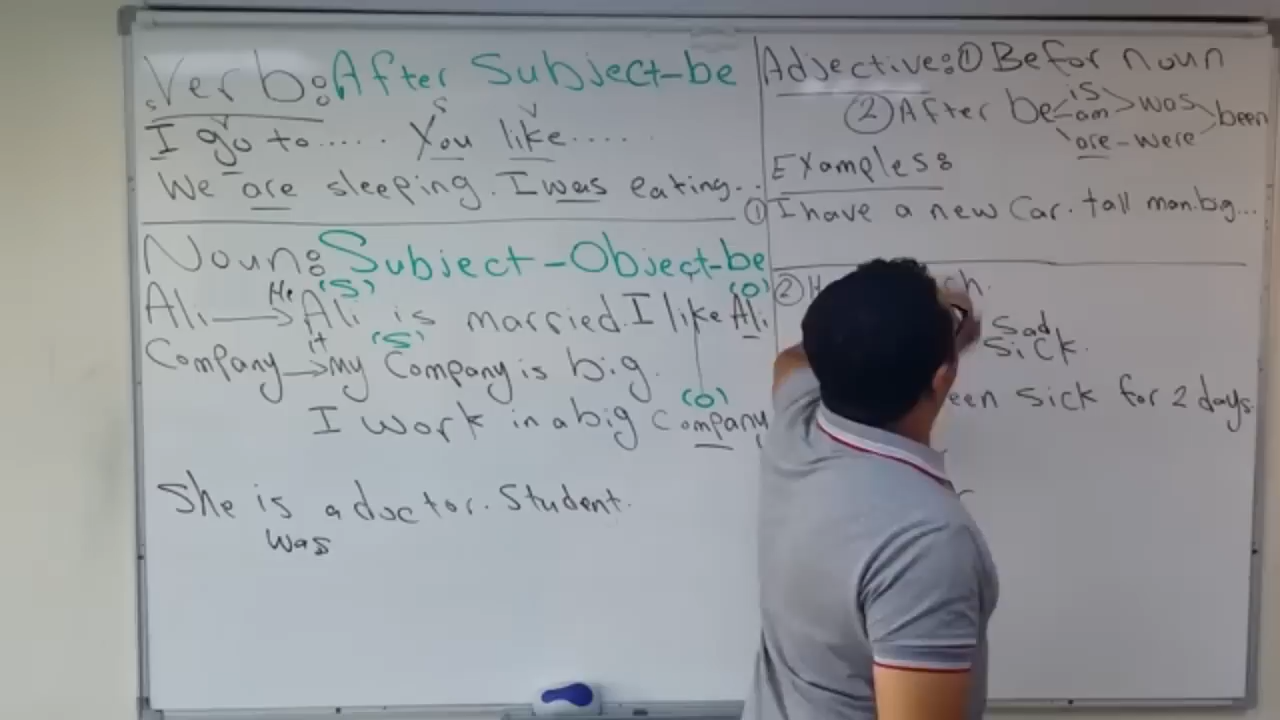 Verb: After Subject-be
S V
I go to..... You like.....
We are sleeping. I was eating...
Noun: Subject-Object-be
He (S) (O)
Ali → Ali is married. I like Ali.
it (S)
Company → my Company is big.
(O)
I work in a big Company
She is a doctor. Student.
was
Adjective: ① Befor noun
② After be is am are - were was been
Examples:
① I have a new Car. tall man. big...
②
Sad
Sick.
een Sick for 2 days.